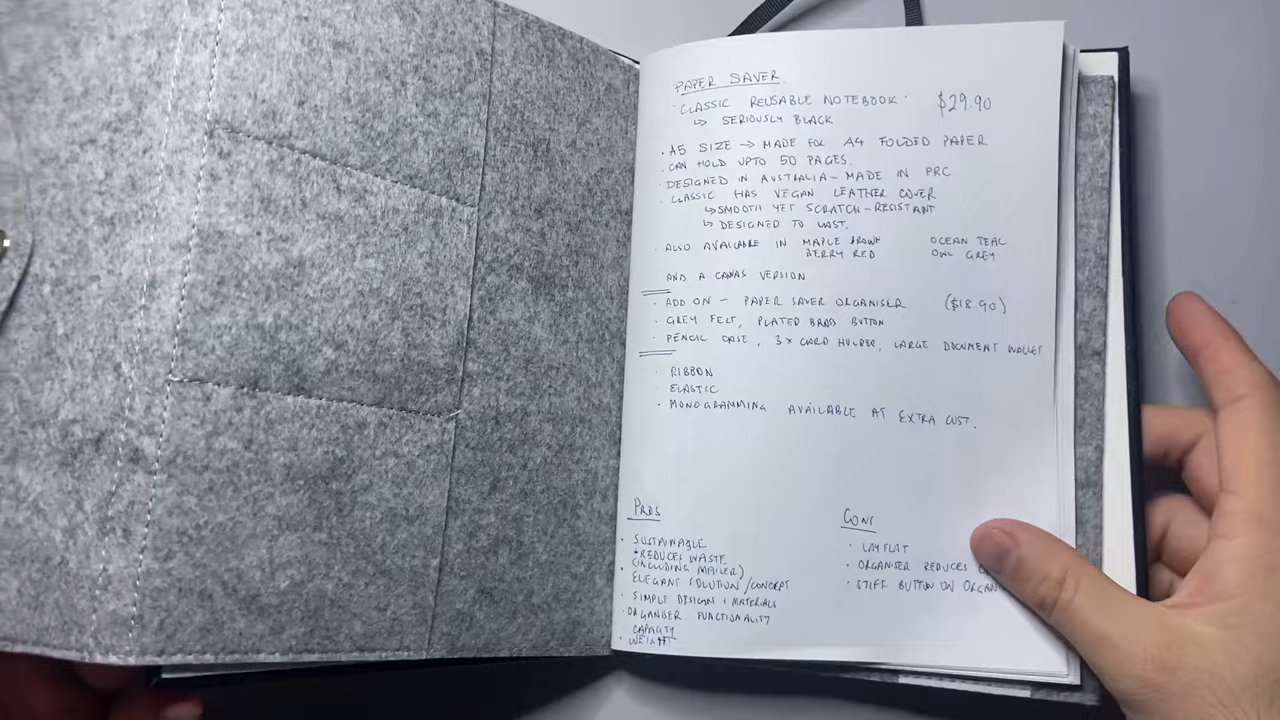 PAPER SAVER
'CLASSIC REUSABLE NOTEBOOK' $29.90
↳ SERIOUSLY BLACK
· A5 SIZE → MADE FOR A4 FOLDED PAPER
· CAN HOLD UPTO 50 PAGES.
· DESIGNED IN AUSTRALIA - MADE IN PRC
· CLASSIC HAS VEGAN LEATHER COVER
↳ SMOOTH YET SCRATCH-RESISTANT
↳ DESIGNED TO LAST.
· ALSO AVAILABLE IN MAPLE BROWN OCEAN TEAL
BERRY RED OWL GREY
· AND A CANAS VERSION
· ADD ON - PAPER SAVER ORGANISER ($18.90)
· GREY FELT, PLATED BRASS BUTTON
· PENCIL CASE, 3 x CARD HOLDER, LARGE DOCUMENT WALLET
· RIBBON
· ELASTIC
· MONOGRAMMING AVAILABLE AT EXTRA COST.
PROS
· SUSTAINABLE
+REDUCES WASTE
(INCLUDING MAILER)
· ELEGANT SOLUTION/CONCEPT
· SIMPLE DESIGN + MATERIALS
· ORGANISER FUNCTIONALITY
CAPACITY
· WEIGHT
CONS
· LAY FLAT
· ORGANISER REDUCES
· STIFF BUTTON ON